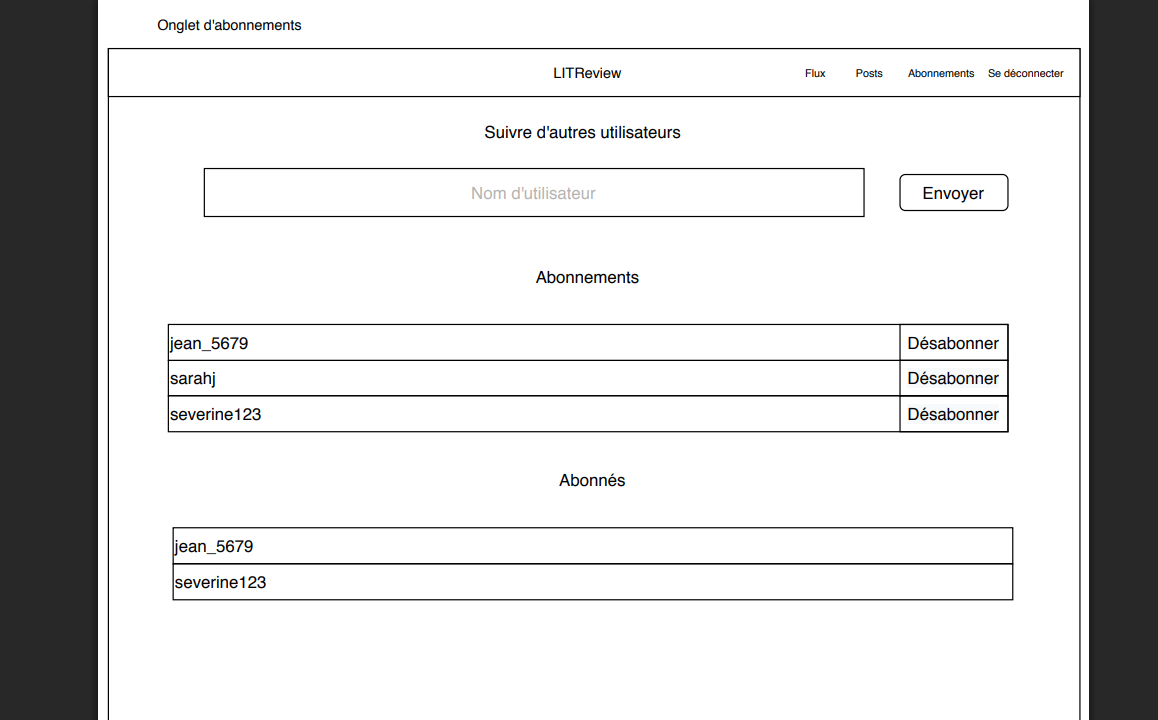 Onglet d'abonnements
LITReview Flux Posts Abonnements Se déconnecter
Suivre d'autres utilisateurs
Nom d'utilisateur Envoyer
Abonnements
jean_5679 Désabonner
sarahj Désabonner
severine123 Désabonner
Abonnés
jean_5679
severine123